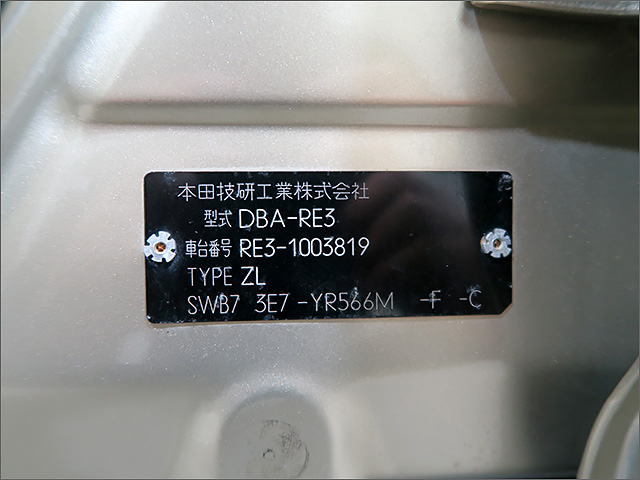 本田技研工業株式会社
型式 DBA-RE3
車台番号 RE3-1003819
TYPE ZL
SWB7 3E7-YR566M -F -C